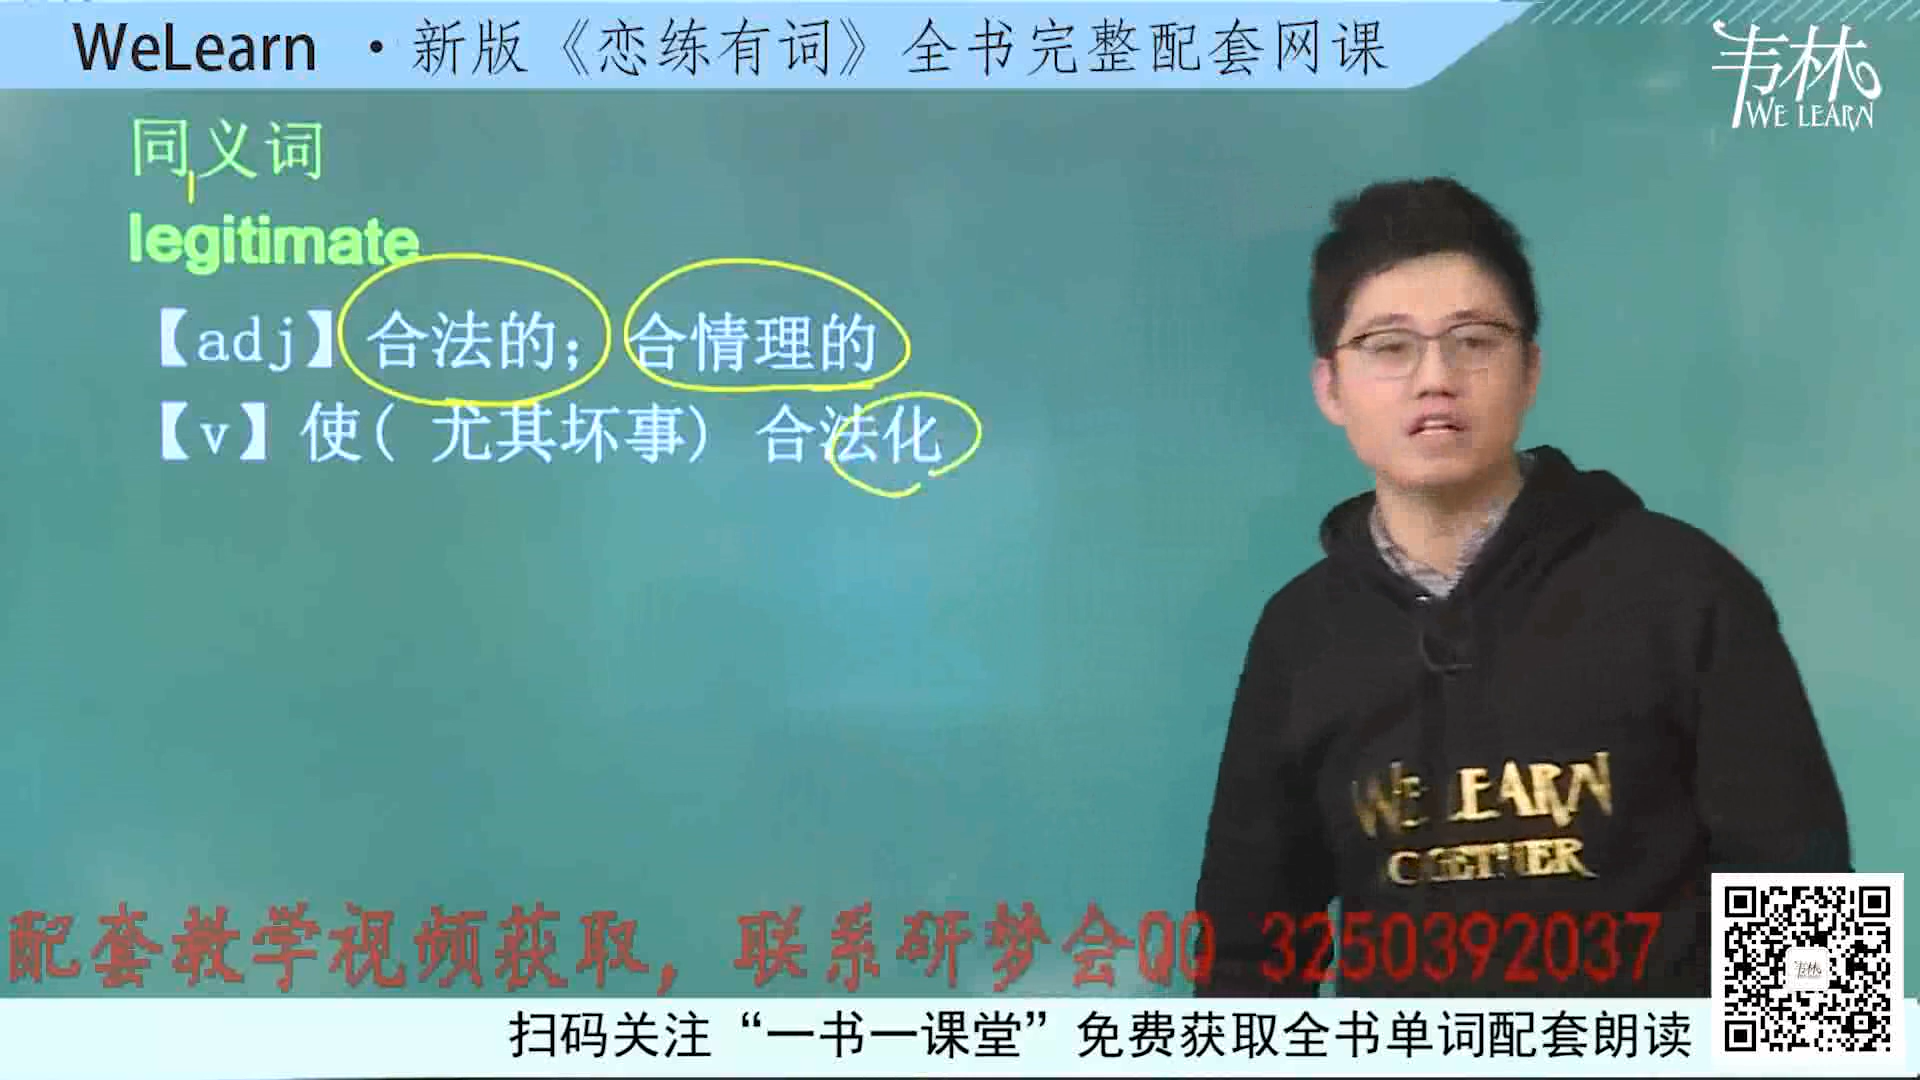 WeLearn ·新版《恋练有词》全书完整配套网课
韦林
WE LEARN
同义词
legitimate
【adj】合法的；合情理的
【v】使( 尤其坏事) 合法化
WE LEARN
TOGETHER
配套教学视频获取，联系研梦会QQ 3250392037
韦林
扫码关注“一书一课堂”免费获取全书单词配套朗读